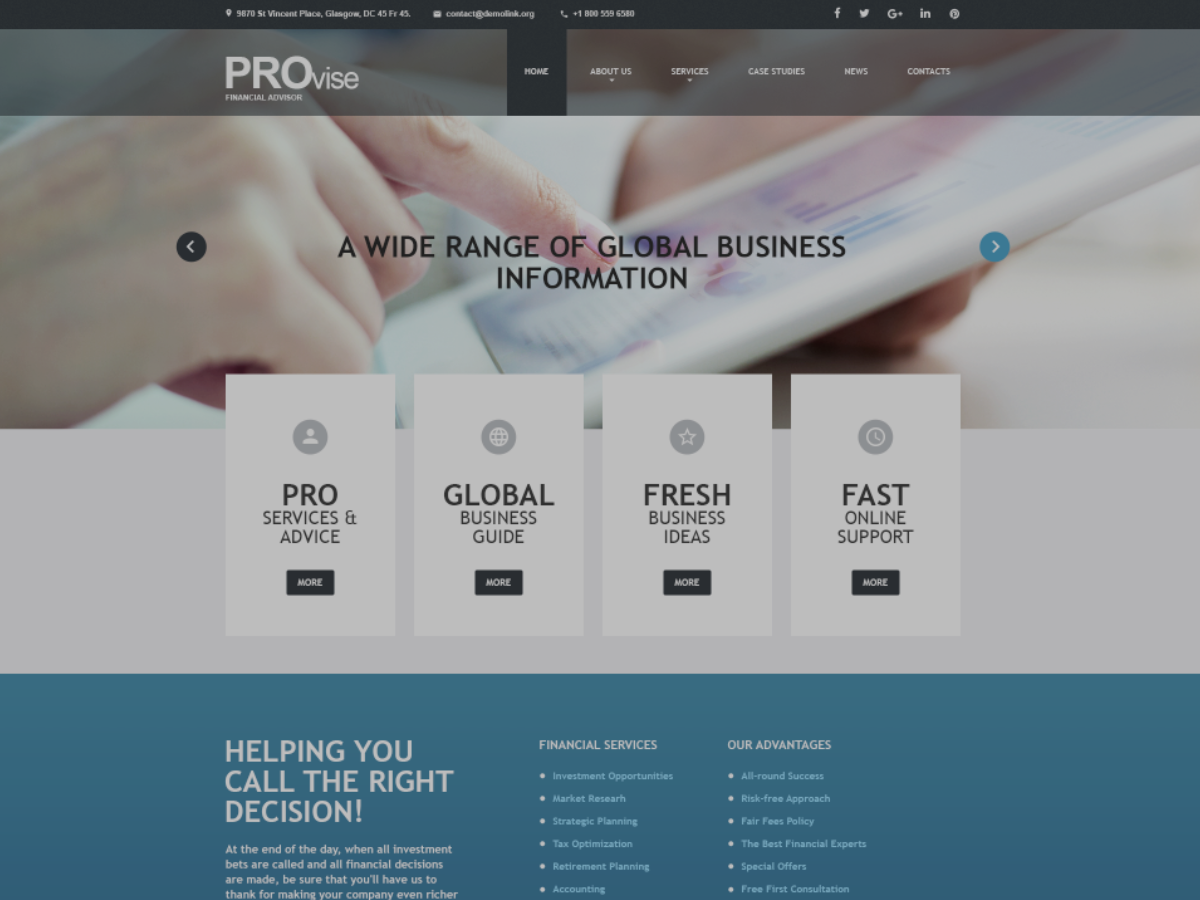 9870 St Vincent Place, Glasgow, DC 45 Fr 45.
contact@demolink.org
+1 800 559 6580
PROvise
FINANCIAL ADVISOR
HOME
ABOUT US
SERVICES
CASE STUDIES
NEWS
CONTACTS
A WIDE RANGE OF GLOBAL BUSINESS
INFORMATION
PRO
SERVICES &
ADVICE
MORE
GLOBAL
BUSINESS
GUIDE
MORE
FRESH
BUSINESS
IDEAS
MORE
FAST
ONLINE
SUPPORT
MORE
HELPING YOU
CALL THE RIGHT
DECISION!
At the end of the day, when all investment
bets are called and all financial decisions
are made, be sure that you'll have us to
thank for making your company even richer
FINANCIAL SERVICES
Investment Opportunities
Market Researh
Strategic Planning
Tax Optimization
Retirement Planning
Accounting
OUR ADVANTAGES
All-round Success
Risk-free Approach
Fair Fees Policy
The Best Financial Experts
Special Offers
Free First Consultation